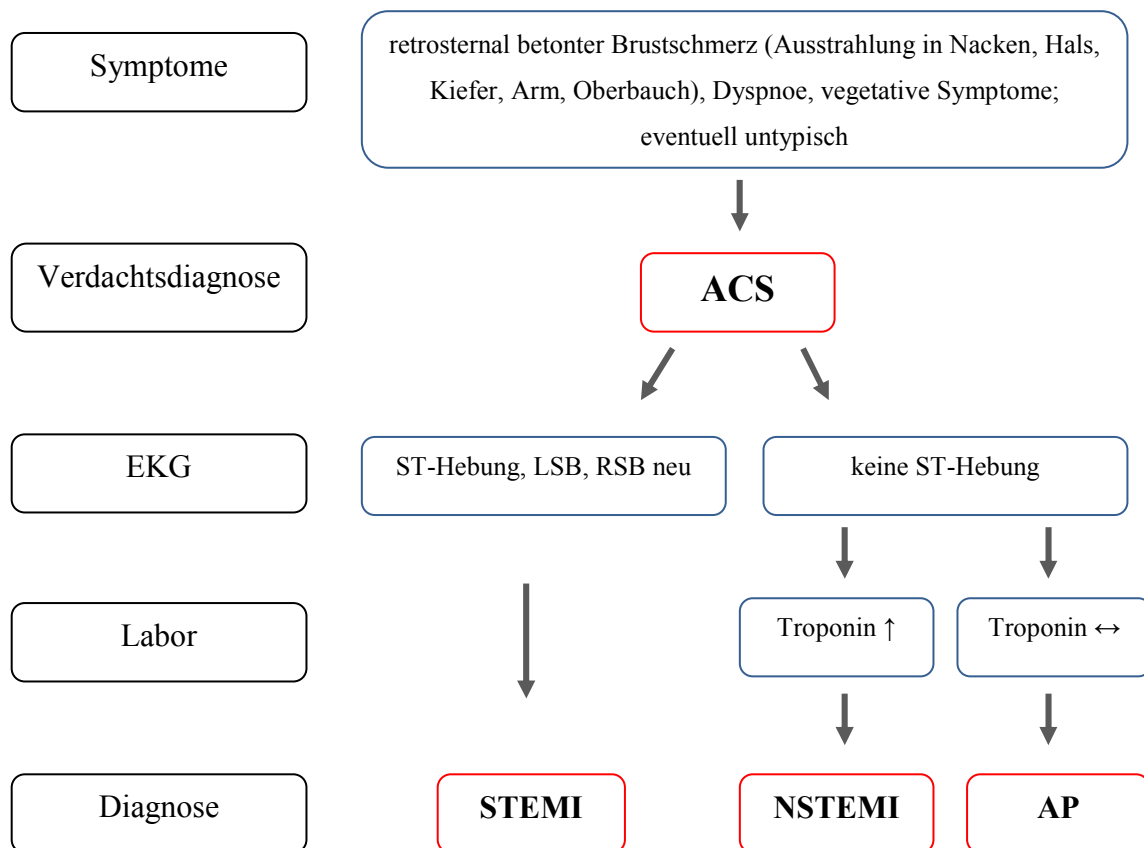 Symptome
retrosternal betonter Brustschmerz (Ausstrahlung in Nacken, Hals,
Kiefer, Arm, Oberbauch), Dyspnoe, vegetative Symptome;
eventuell untypisch
Verdachtsdiagnose
ACS
EKG
ST-Hebung, LSB, RSB neu
keine ST-Hebung
Labor
Troponin ↑
Troponin ↔
Diagnose
STEMI
NSTEMI
AP